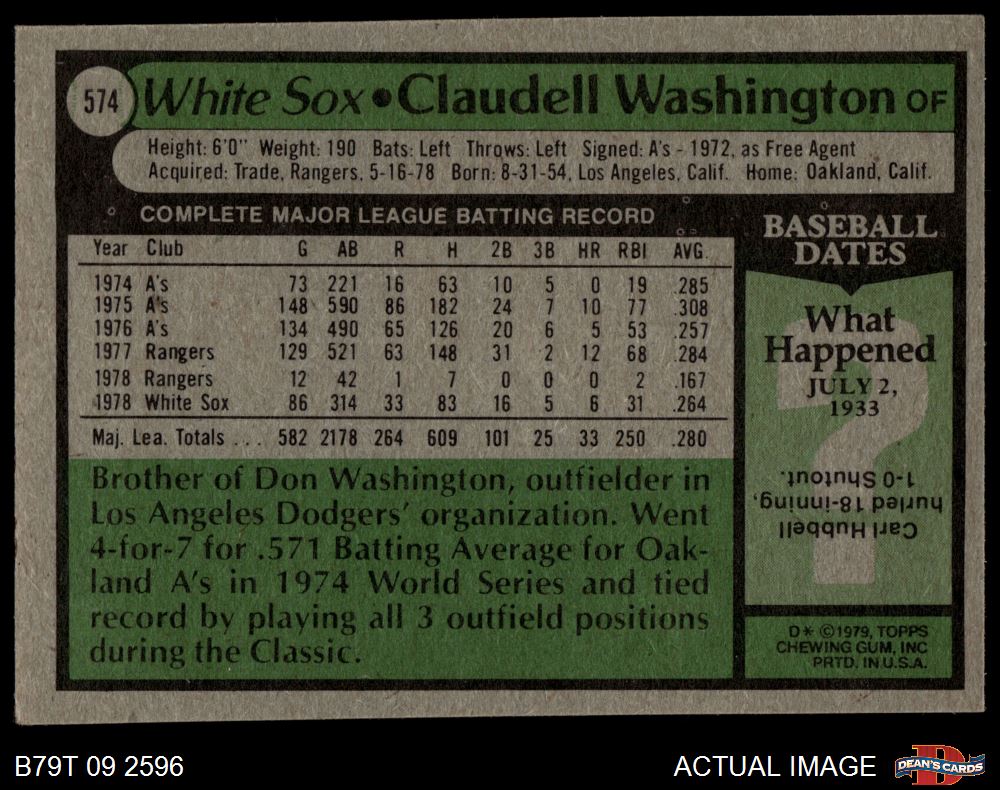 574 White Sox • Claudell Washington OF
Height: 6'0" Weight: 190 Bats: Left Throws: Left Signed: A's - 1972, as Free Agent
Acquired: Trade, Rangers, 5-16-78 Born: 8-31-54, Los Angeles, Calif. Home: Oakland, Calif.
COMPLETE MAJOR LEAGUE BATTING RECORD
Year Club G AB R H 2B 3B HR RBI AVG.
1974 A's 73 221 16 63 10 5 0 19 .285
1975 A's 148 590 86 182 24 7 10 77 .308
1976 A's 134 490 65 126 20 6 5 53 .257
1977 Rangers 129 521 63 148 31 2 12 68 .284
1978 Rangers 12 42 1 7 0 0 0 2 .167
1978 White Sox 86 314 33 83 16 5 6 31 .264
Maj. Lea. Totals ... 582 2178 264 609 101 25 33 250 .280
Brother of Don Washington, outfielder in
Los Angeles Dodgers' organization. Went
4-for-7 for .571 Batting Average for Oak-
land A's in 1974 World Series and tied
record by playing all 3 outfield positions
during the Classic.
BASEBALL
DATES
What
Happened
JULY 2,
1933
?
Carl Hubbell
hurled 18-inning,
1-0 Shutout.
D* ©1979, TOPPS
CHEWING GUM, INC
PRTD. IN U.S.A.
B79T 09 2596
ACTUAL IMAGE
D
DEAN'S CARDS